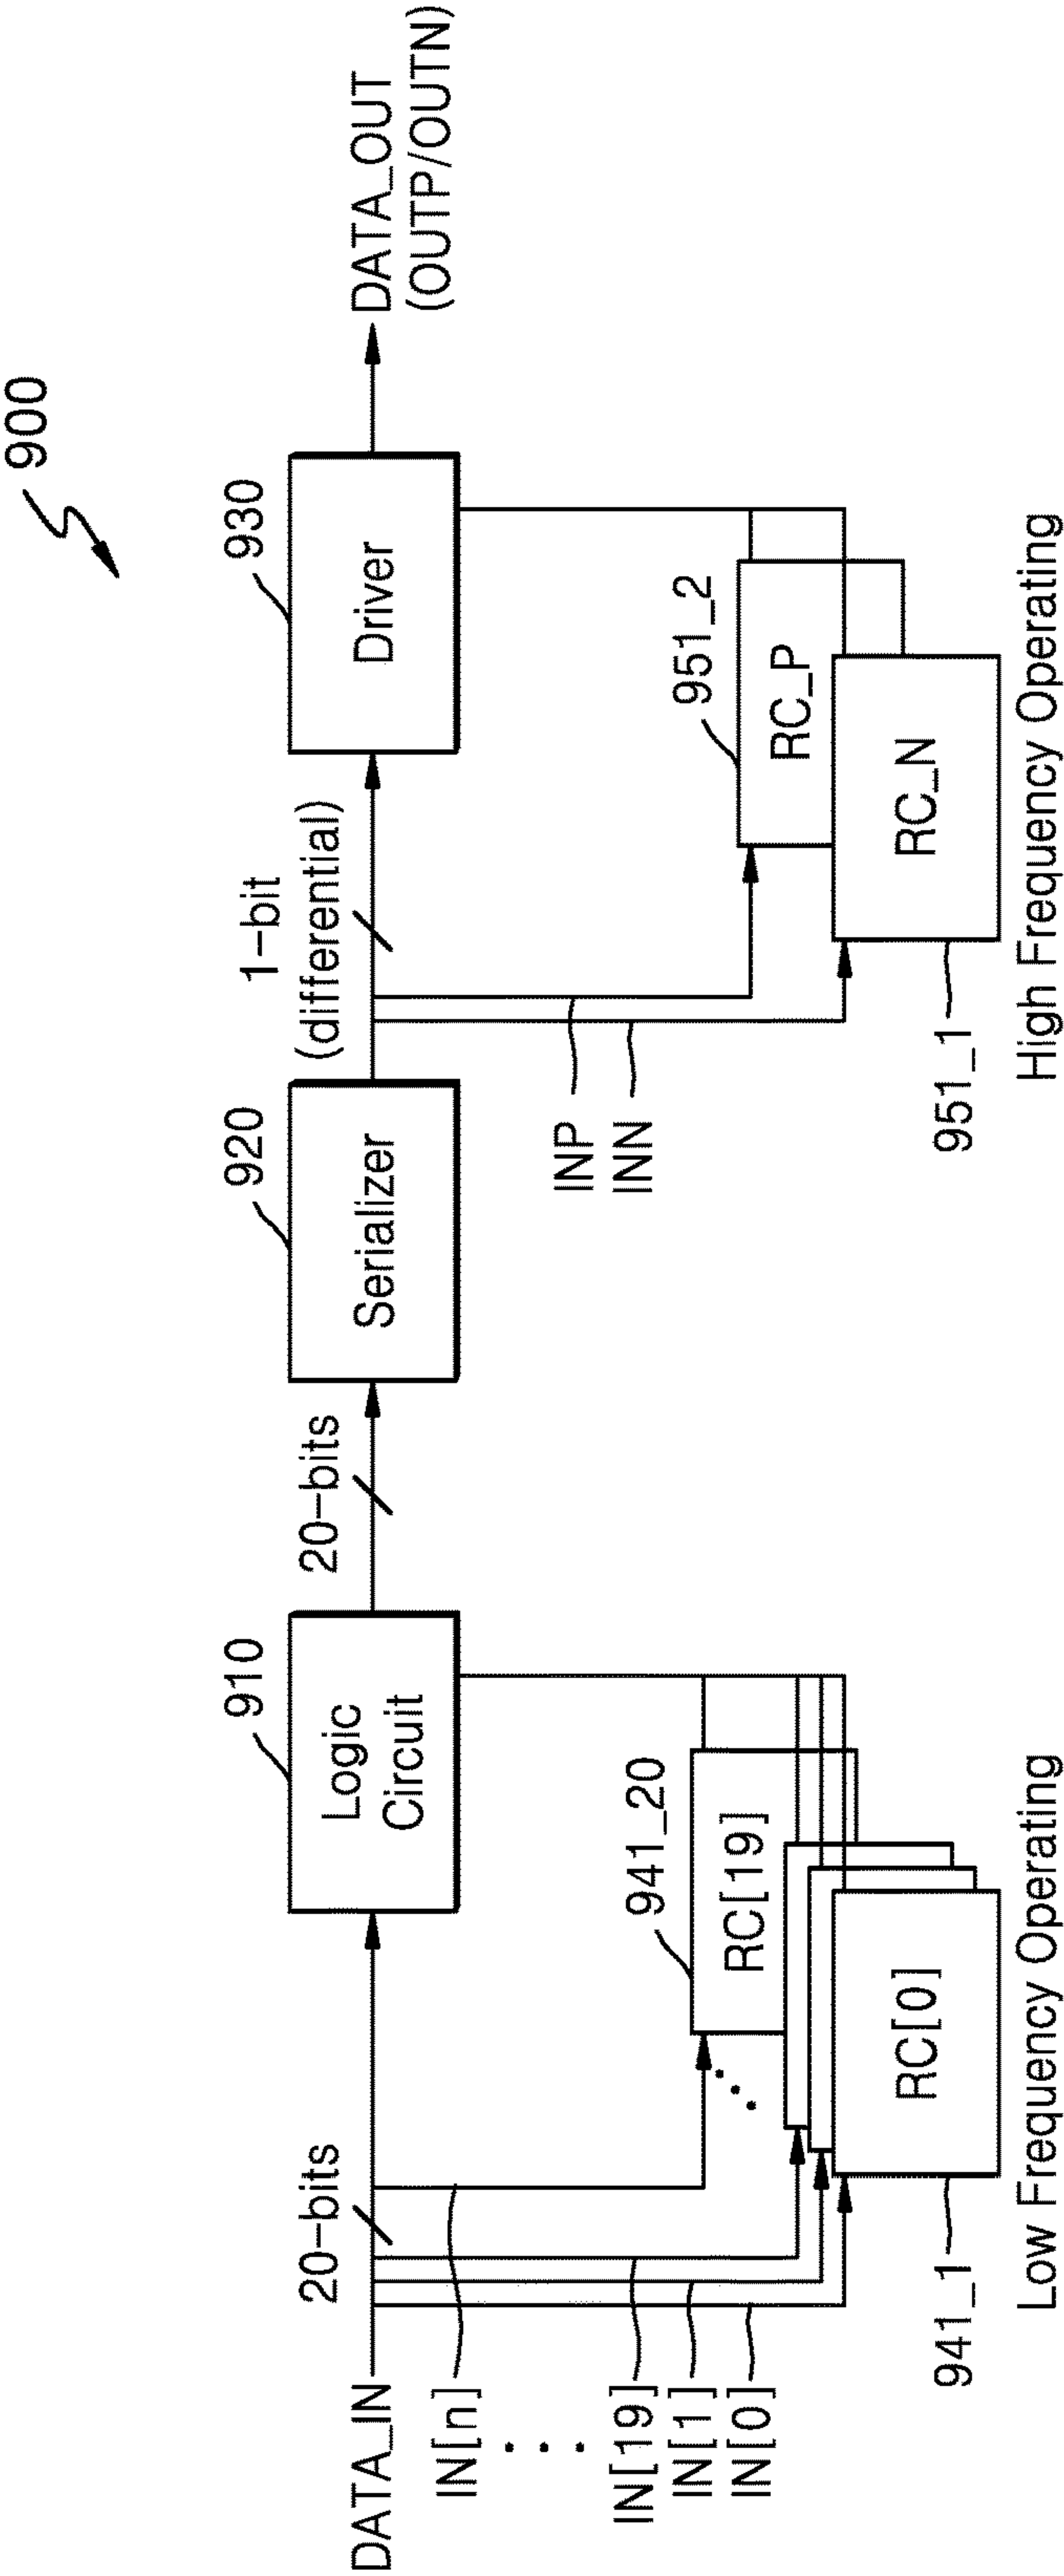 900
910
920
930
DATA_IN
20-bits
Logic
Circuit
20-bits
Serializer
1-bit
(differential)
Driver
DATA_OUT
(OUTP/OUTN)
IN[n]
IN[19]
IN[1]
IN[0]
941_20
RC[19]
RC[0]
941_1
Low Frequency Operating
INP
INN
951_2
RC_P
RC_N
951_1
High Frequency Operating